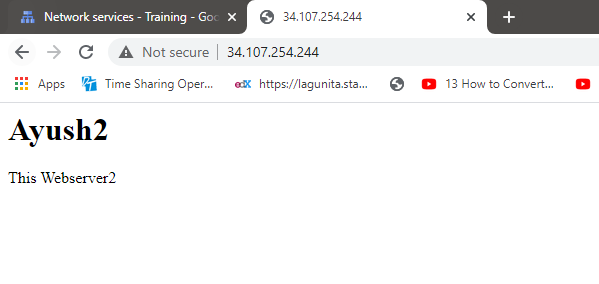 Network services - Training - Goo
34.107.254.244
Not secure | 34.107.254.244
Apps
Time Sharing Oper...
edX
https://lagunita.sta...
13 How to Convert...
Ayush2
This Webserver2